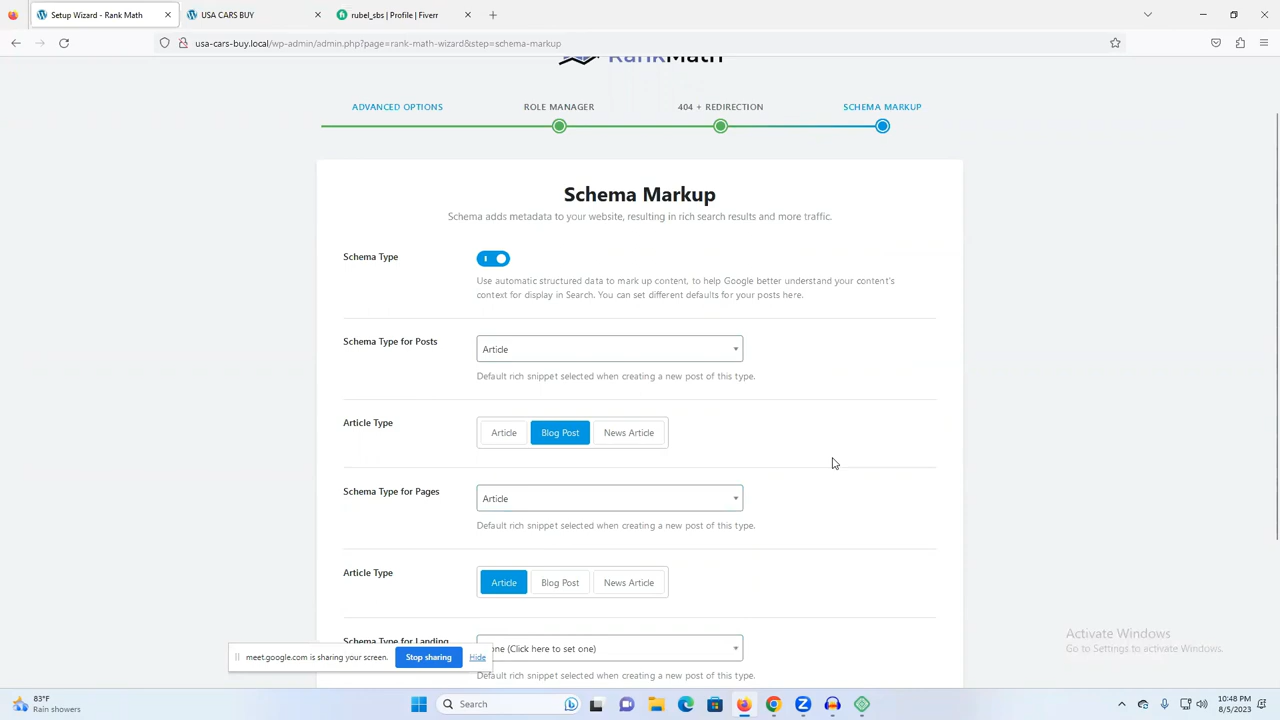 Setup Wizard - Rank Math
USA CARS BUY
rubel_sbs | Profile | Fiverr
usa-cars-buy.local/wp-admin/admin.php?page=rank-math-wizard&step=schema-markup
RankMath
ADVANCED OPTIONS
ROLE MANAGER
404 + REDIRECTION
SCHEMA MARKUP
Schema Markup
Schema adds metadata to your website, resulting in rich search results and more traffic.
Schema Type
Use automatic structured data to mark up content, to help Google better understand your content's
context for display in Search. You can set different defaults for your posts here.
Schema Type for Posts
Article
Default rich snippet selected when creating a new post of this type.
Article Type
Article
Blog Post
News Article
Schema Type for Pages
Article
Default rich snippet selected when creating a new post of this type.
Article Type
Article
Blog Post
News Article
Schema Type for Landing
one (Click here to set one)
Default rich snippet selected when creating a new post of this type.
meet.google.com is sharing your screen.
Stop sharing
Hide
Activate Windows
Go to Settings to activate Windows.
83°F
Rain showers
Search
10:48 PM
8/5/2023